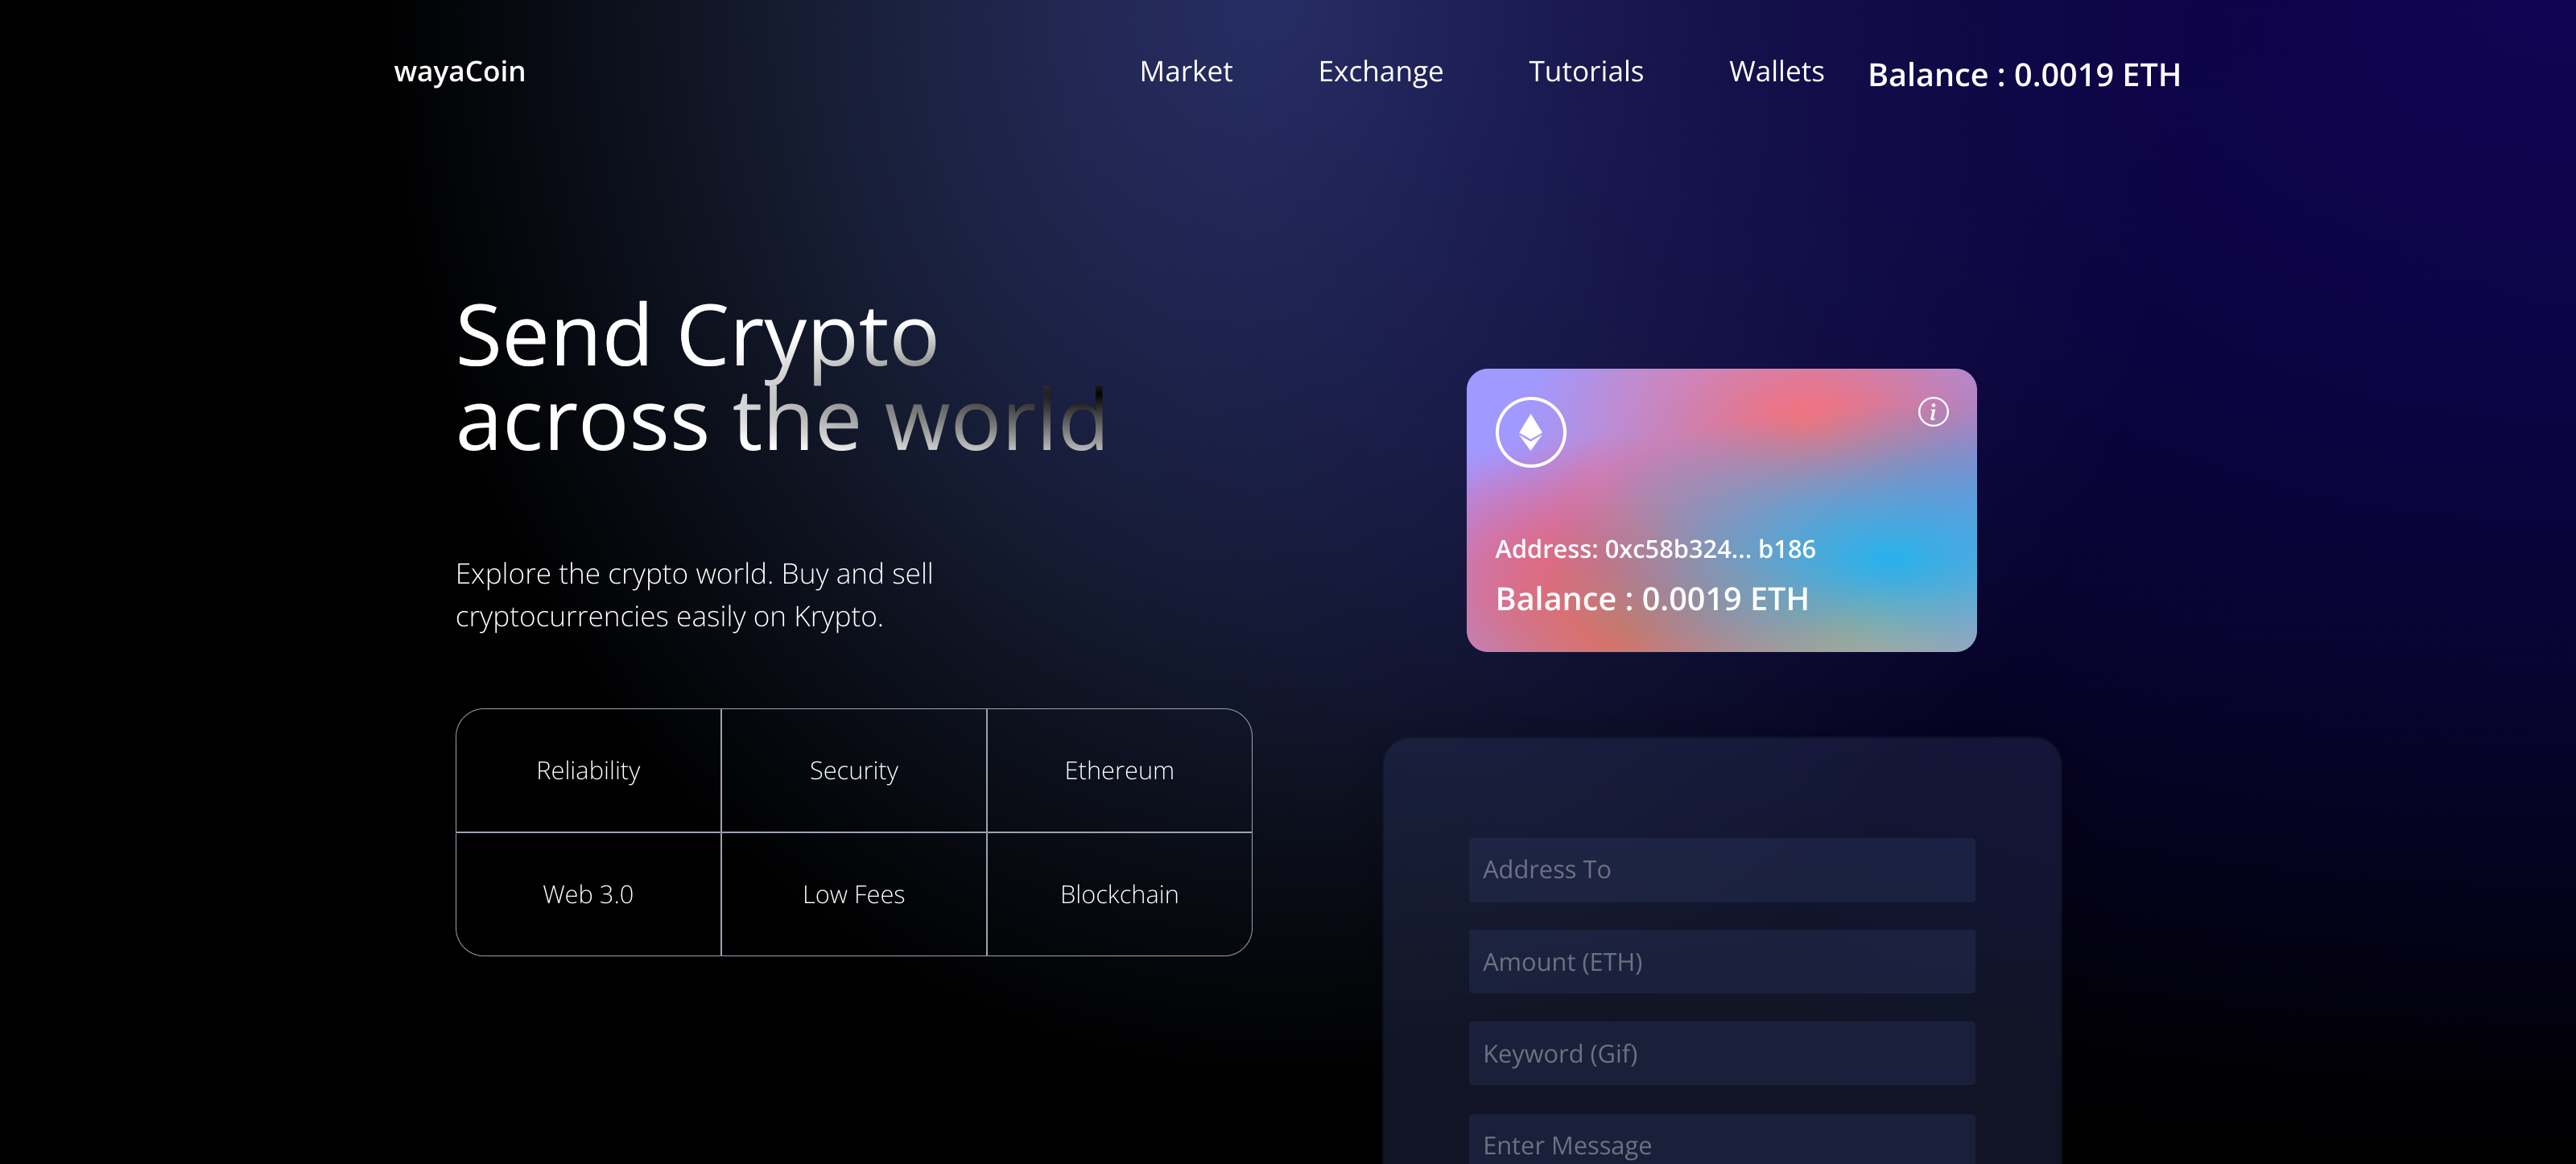 wayaCoin
Market
Exchange
Tutorials
Wallets
Balance : 0.0019 ETH
Send Crypto
across the world
Explore the crypto world. Buy and sell
cryptocurrencies easily on Krypto.
Reliability
Security
Ethereum
Web 3.0
Low Fees
Blockchain
i
Address: 0xc58b324... b186
Balance : 0.0019 ETH
Address To
Amount (ETH)
Keyword (Gif)
Enter Message